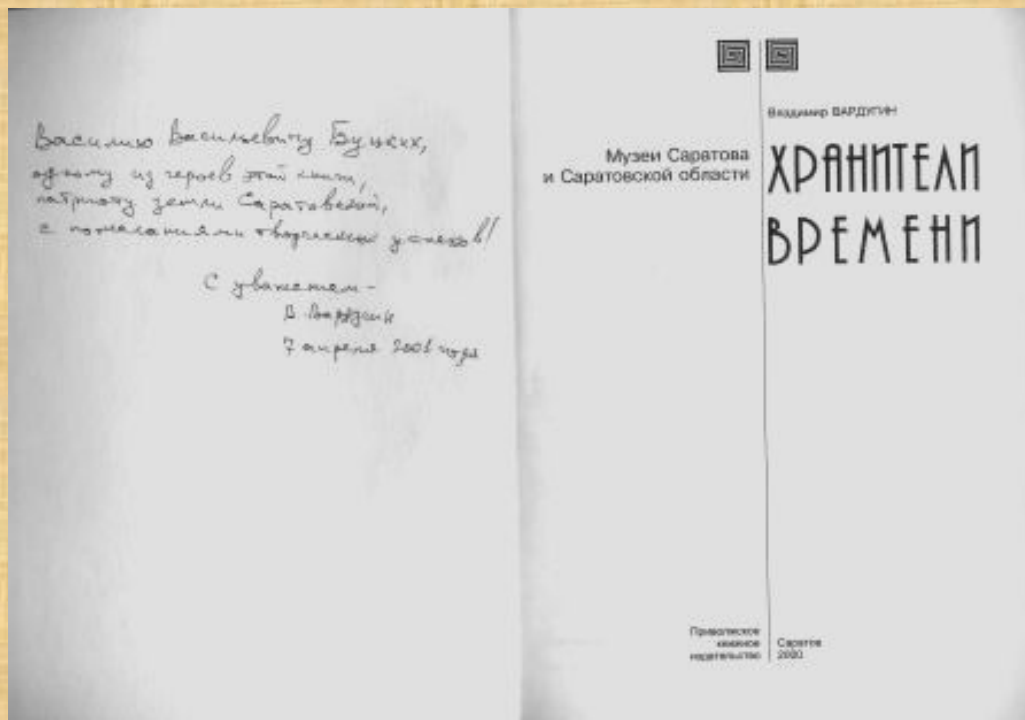 Василию Васильевичу Буцких,
одному из героев этой книги,
патриоту земли Саратовской,
с пожеланиями творческих успехов!
С уважением –
В. Вардугин
7 апреля 2001 года
Владимир ВАРДУГИН
Музеи Саратова
и Саратовской области
ХРАНИТЕЛИ
ВРЕМЕНИ
Приволжское
книжное
издательство
Саратов
2000